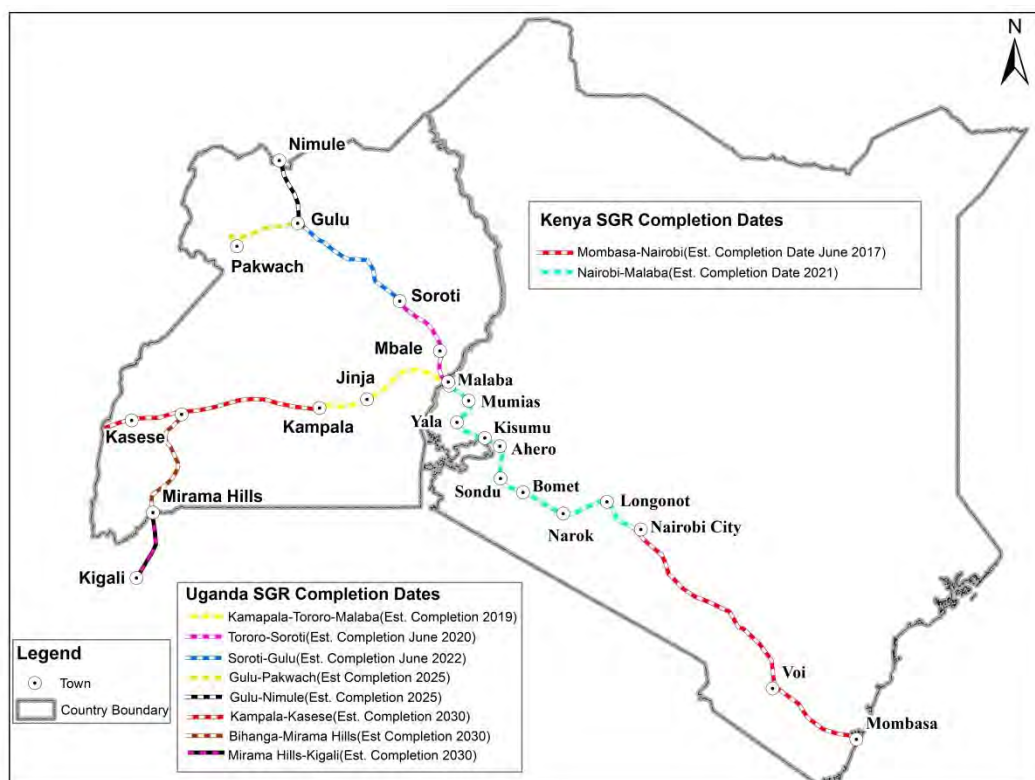 N
Nimule
Gulu
Pakwach
Soroti
Mbale
Jinja
Kampala
Kasese
Mirama Hills
Kigali
Malaba
Mumias
Yala
Kisumu
Ahero
Sondu
Bomet
Longonot
Narok
Nairobi City
Voi
Mombasa
Kenya SGR Completion Dates
Mombasa-Nairobi(Est. Completion Date June 2017)
Nairobi-Malaba(Est. Completion Date 2021)
Uganda SGR Completion Dates
Kamapala-Tororo-Malaba(Est. Completion 2019)
Tororo-Soroti(Est. Completion June 2020)
Soroti-Gulu(Est. Completion June 2022)
Gulu-Pakwach(Est Completion 2025)
Gulu-Nimule(Est. Completion 2025)
Kampala-Kasese(Est. Completion 2030)
Bihanga-Mirama Hills(Est Completion 2030)
Mirama Hills-Kigali(Est. Completion 2030)
Legend
Town
Country Boundary